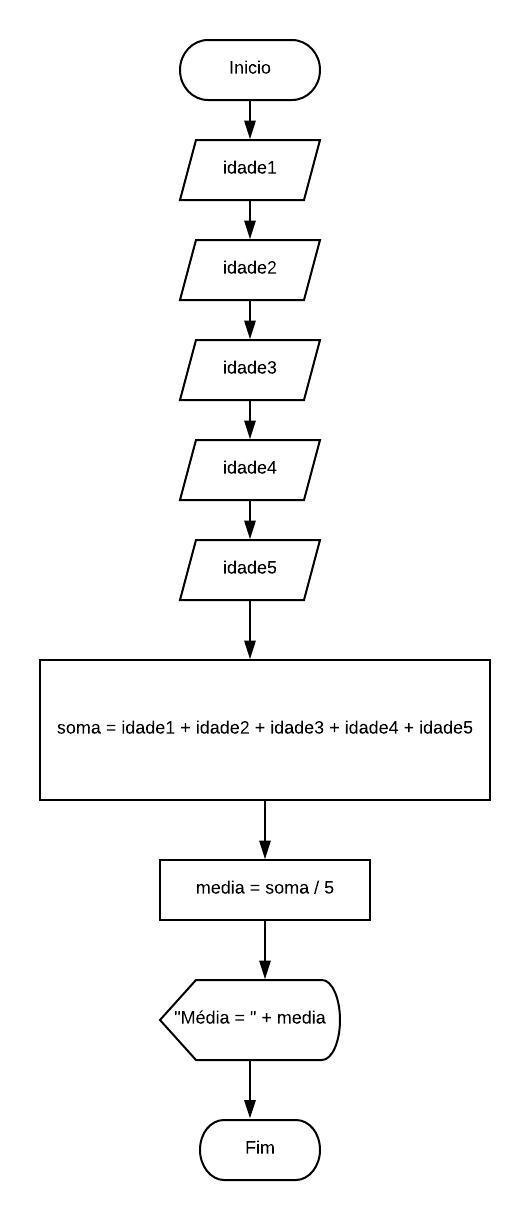 Inicio
idade1
idade2
idade3
idade4
idade5
soma = idade1 + idade2 + idade3 + idade4 + idade5
media = soma / 5
"Média = " + media
Fim